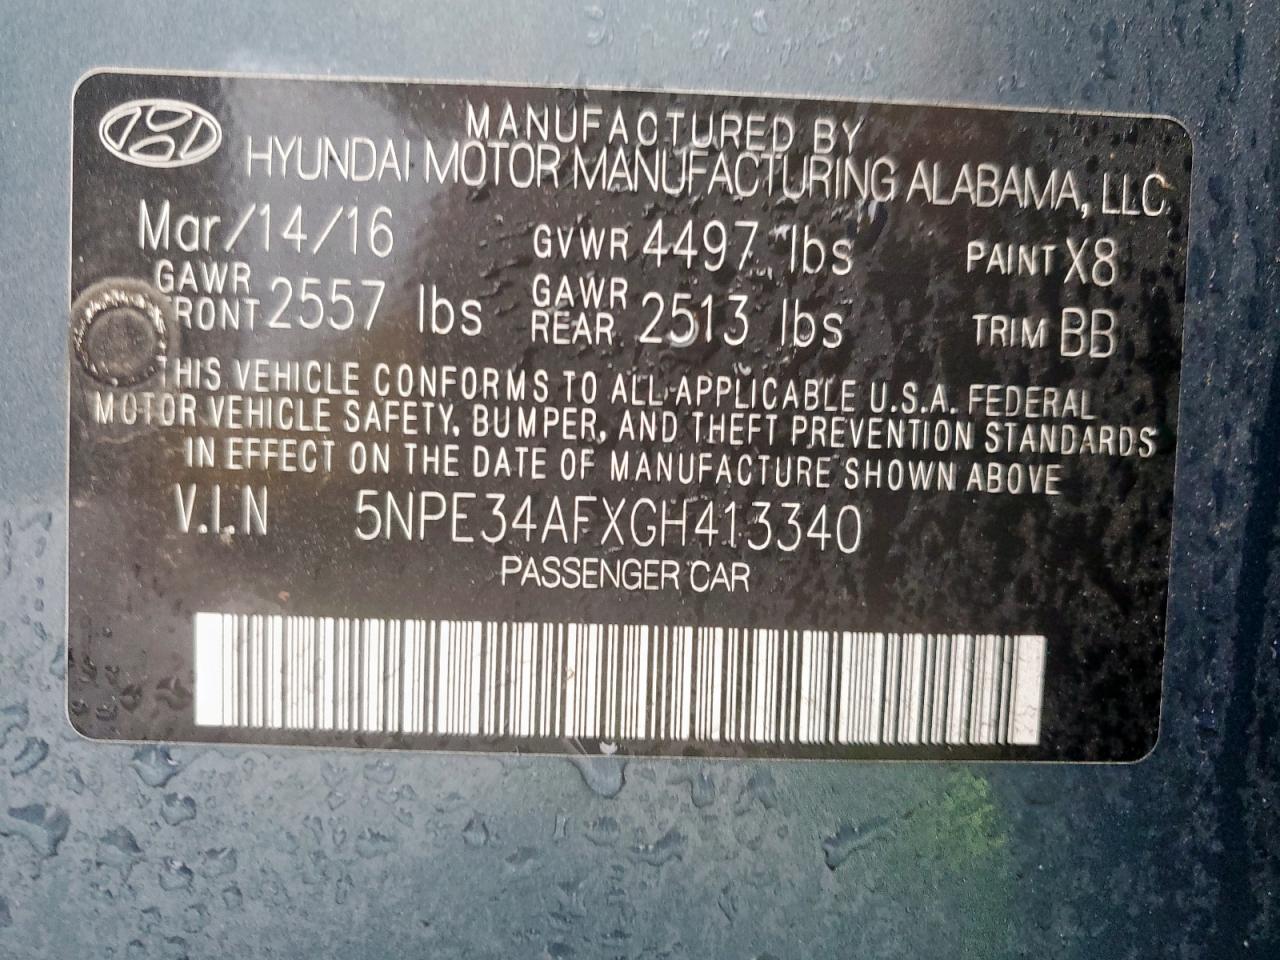 MANUFACTURED BY
HYUNDAI MOTOR MANUFACTURING ALABAMA, LLC
Mar/14/16 GVWR 4497 lbs PAINT X8
GAWR FRONT 2557 lbs GAWR REAR 2513 lbs TRIM BB
THIS VEHICLE CONFORMS TO ALL APPLICABLE U.S.A. FEDERAL
MOTOR VEHICLE SAFETY, BUMPER, AND THEFT PREVENTION STANDARDS
IN EFFECT ON THE DATE OF MANUFACTURE SHOWN ABOVE
V.I.N 5NPE34AFXGH413340
PASSENGER CAR